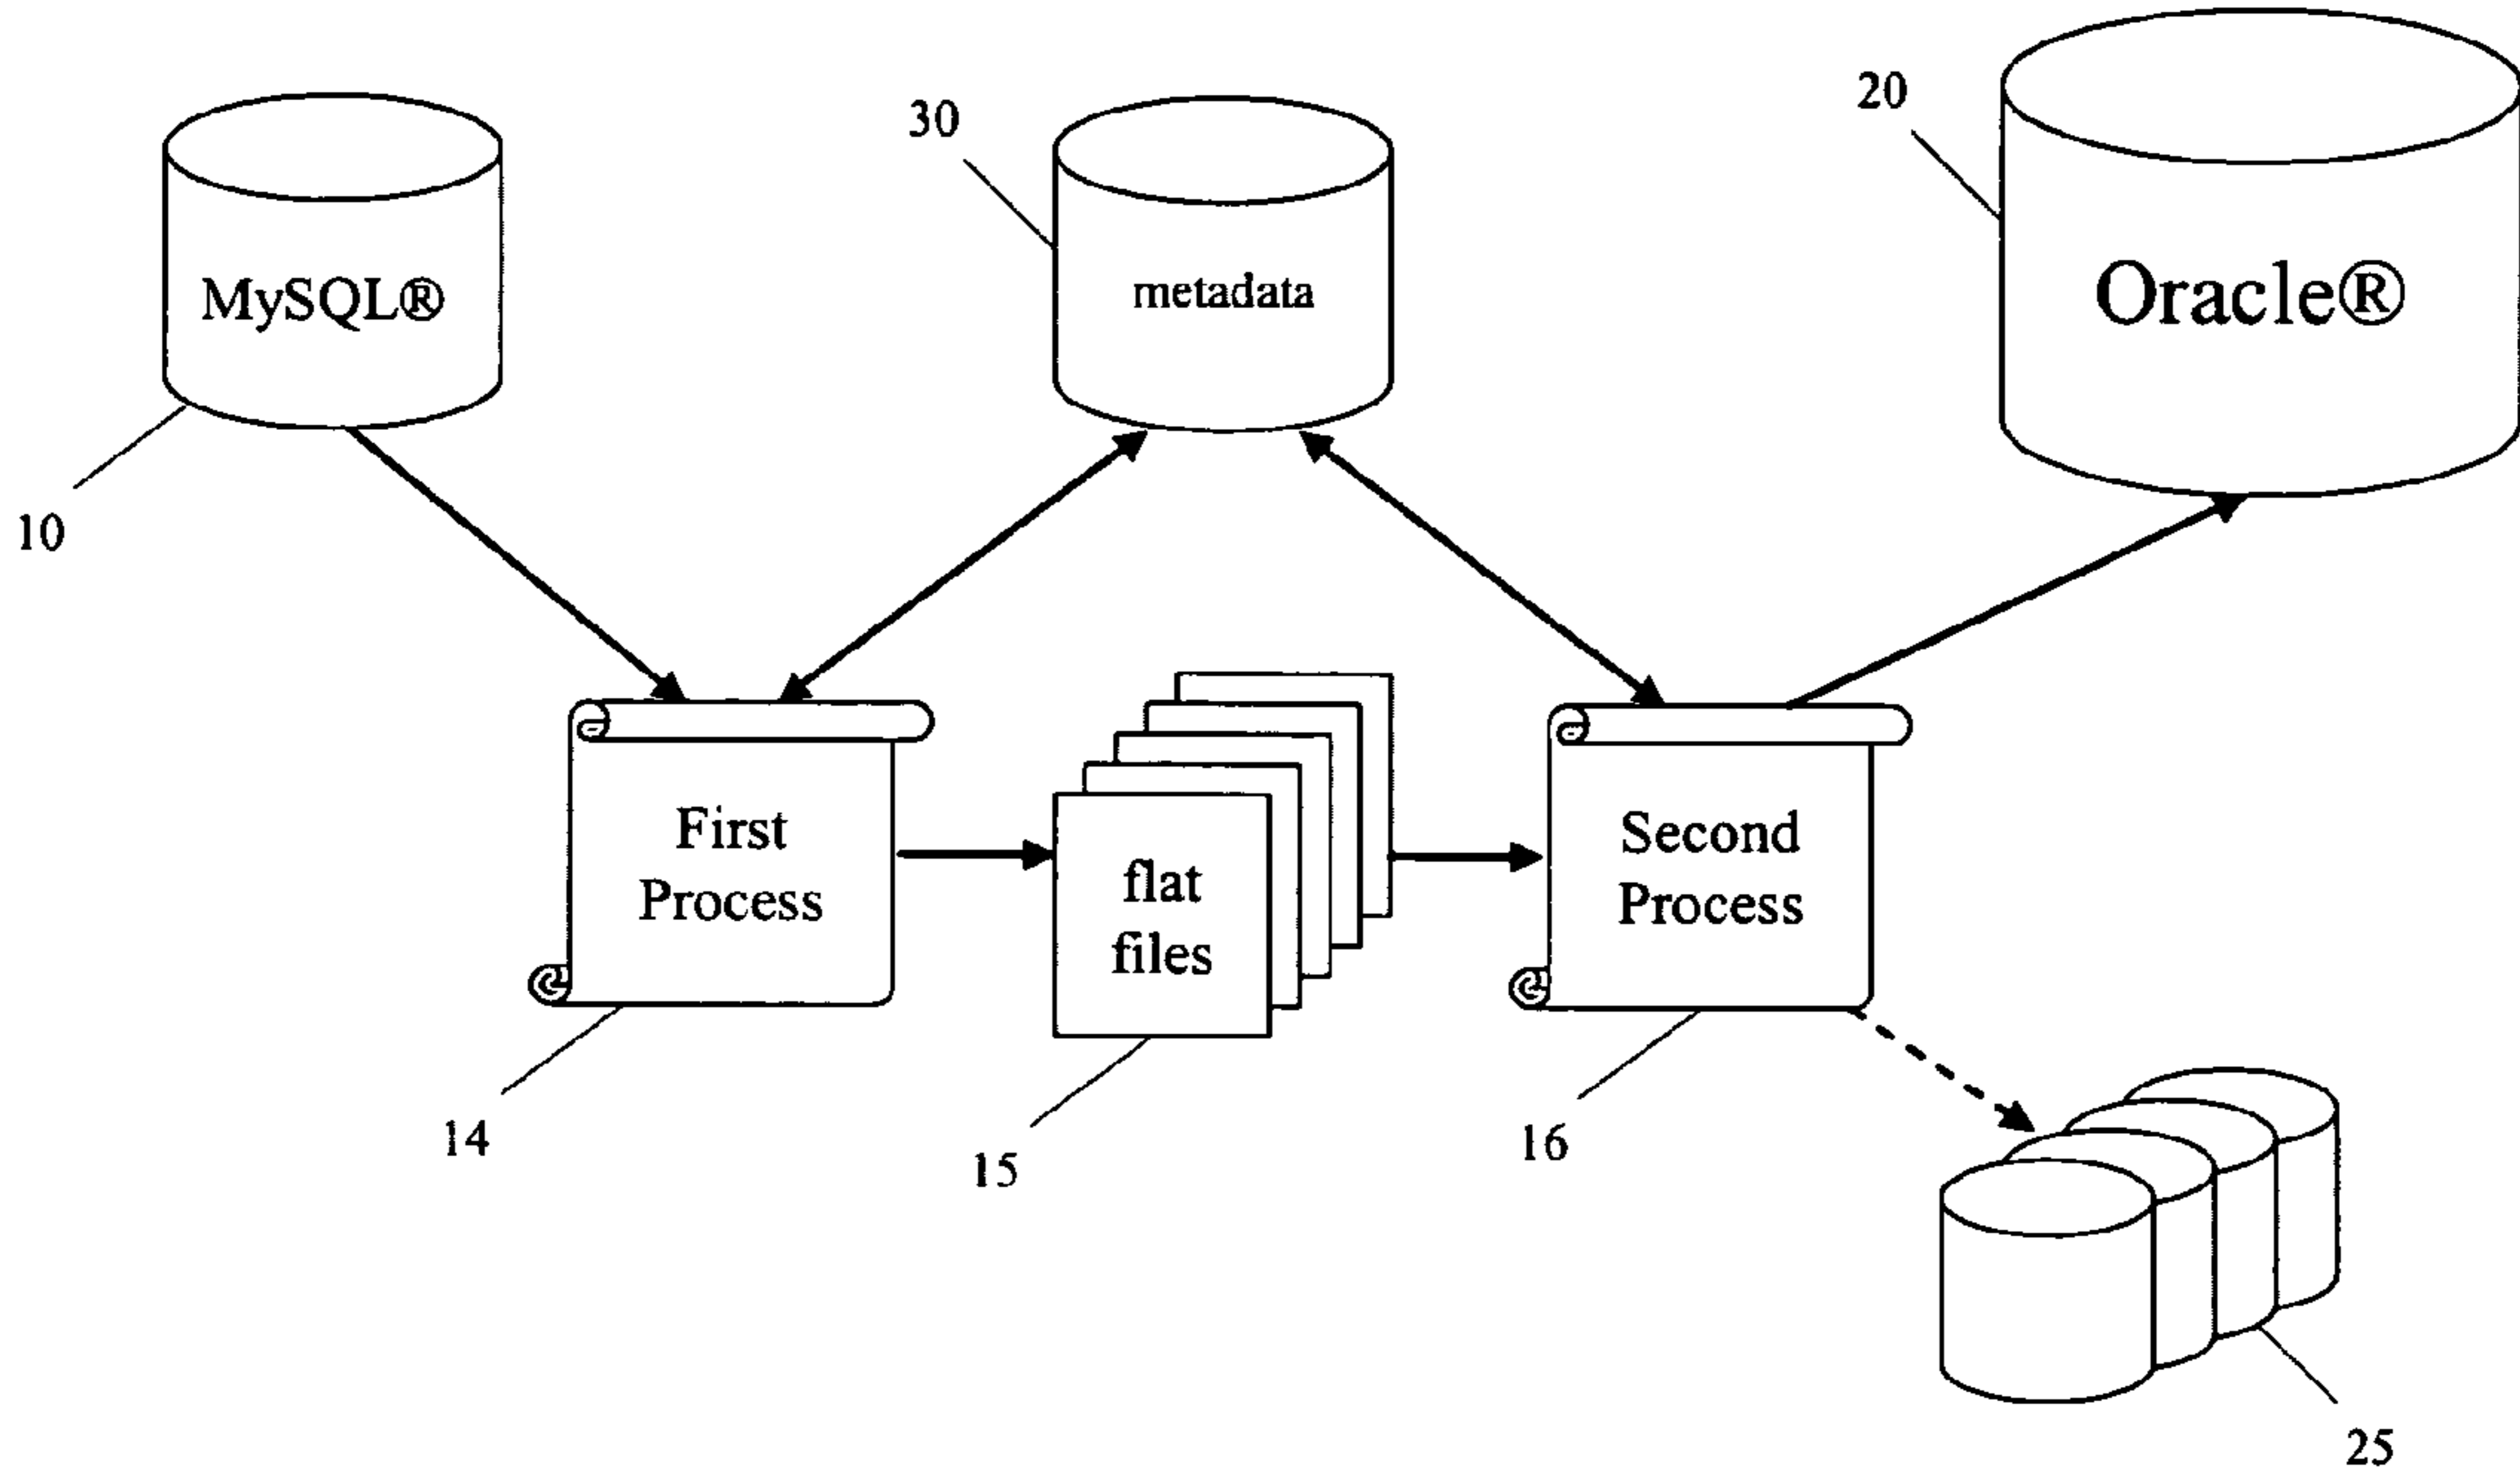 20
30
MySQL®
metadata
Oracle®
10
First
Process
flat
files
Second
Process
14
15
16
25